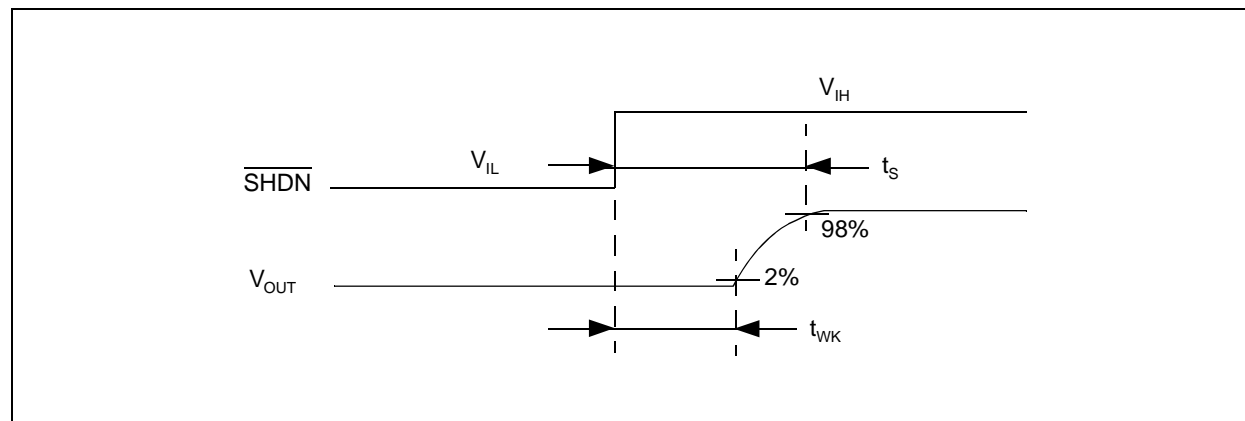 V_IH
V_IL
t_S
SHDN
98%
2%
V_OUT
t_WK